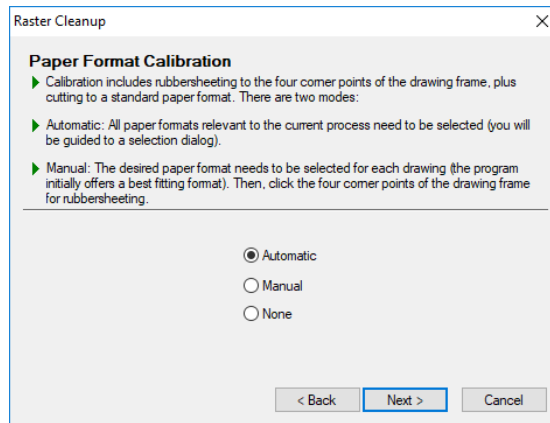 Raster Cleanup
Paper Format Calibration
Calibration includes rubbersheeting to the four corner points of the drawing frame, plus
cutting to a standard paper format. There are two modes:
Automatic: All paper formats relevant to the current process need to be selected (you will
be guided to a selection dialog).
Manual: The desired paper format needs to be selected for each drawing (the program
initially offers a best fitting format). Then, click the four corner points of the drawing frame
for rubbersheeting.
Automatic
Manual
None
< Back Next > Cancel